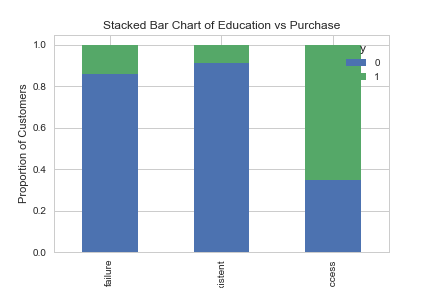 Stacked Bar Chart of Education vs Purchase
Proportion of Customers
1.0
0.8
0.6
0.4
0.2
0.0
y
0
1
failure
istent
ccess